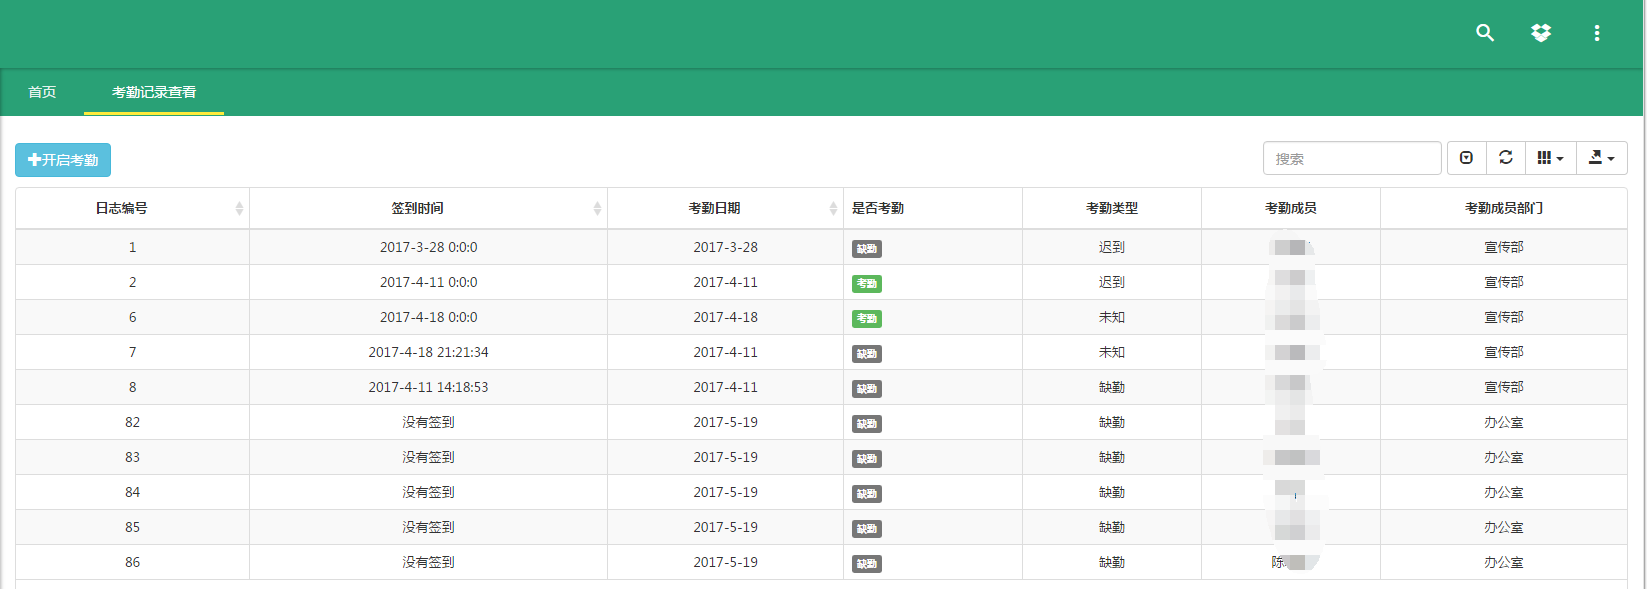 首页 考勤记录查看
开启考勤 搜索
日志编号 签到时间 考勤日期 是否考勤 考勤类型 考勤成员 考勤成员部门
1 2017-3-28 0:0:0 2017-3-28 缺勤 迟到 宣传部
2 2017-4-11 0:0:0 2017-4-11 考勤 迟到 宣传部
6 2017-4-18 0:0:0 2017-4-18 考勤 未知 宣传部
7 2017-4-18 21:21:34 2017-4-11 缺勤 未知 宣传部
8 2017-4-11 14:18:53 2017-4-11 缺勤 缺勤 宣传部
82 没有签到 2017-5-19 缺勤 缺勤 办公室
83 没有签到 2017-5-19 缺勤 缺勤 办公室
84 没有签到 2017-5-19 缺勤 缺勤 办公室
85 没有签到 2017-5-19 缺勤 缺勤 办公室
86 没有签到 2017-5-19 缺勤 缺勤 陈 办公室